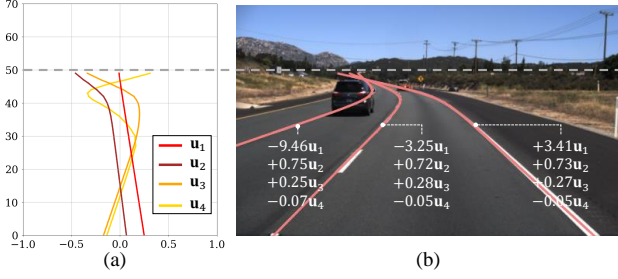 70
60
50
40
30
20
10
0
−1.0 −0.5 0.0 0.5 1.0
u₁
u₂
u₃
u₄
(a)
−9.46u₁
+0.75u₂
+0.25u₃
−0.07u₄
−3.25u₁
+0.72u₂
+0.28u₃
−0.05u₄
+3.41u₁
+0.73u₂
+0.27u₃
−0.05u₄
(b)